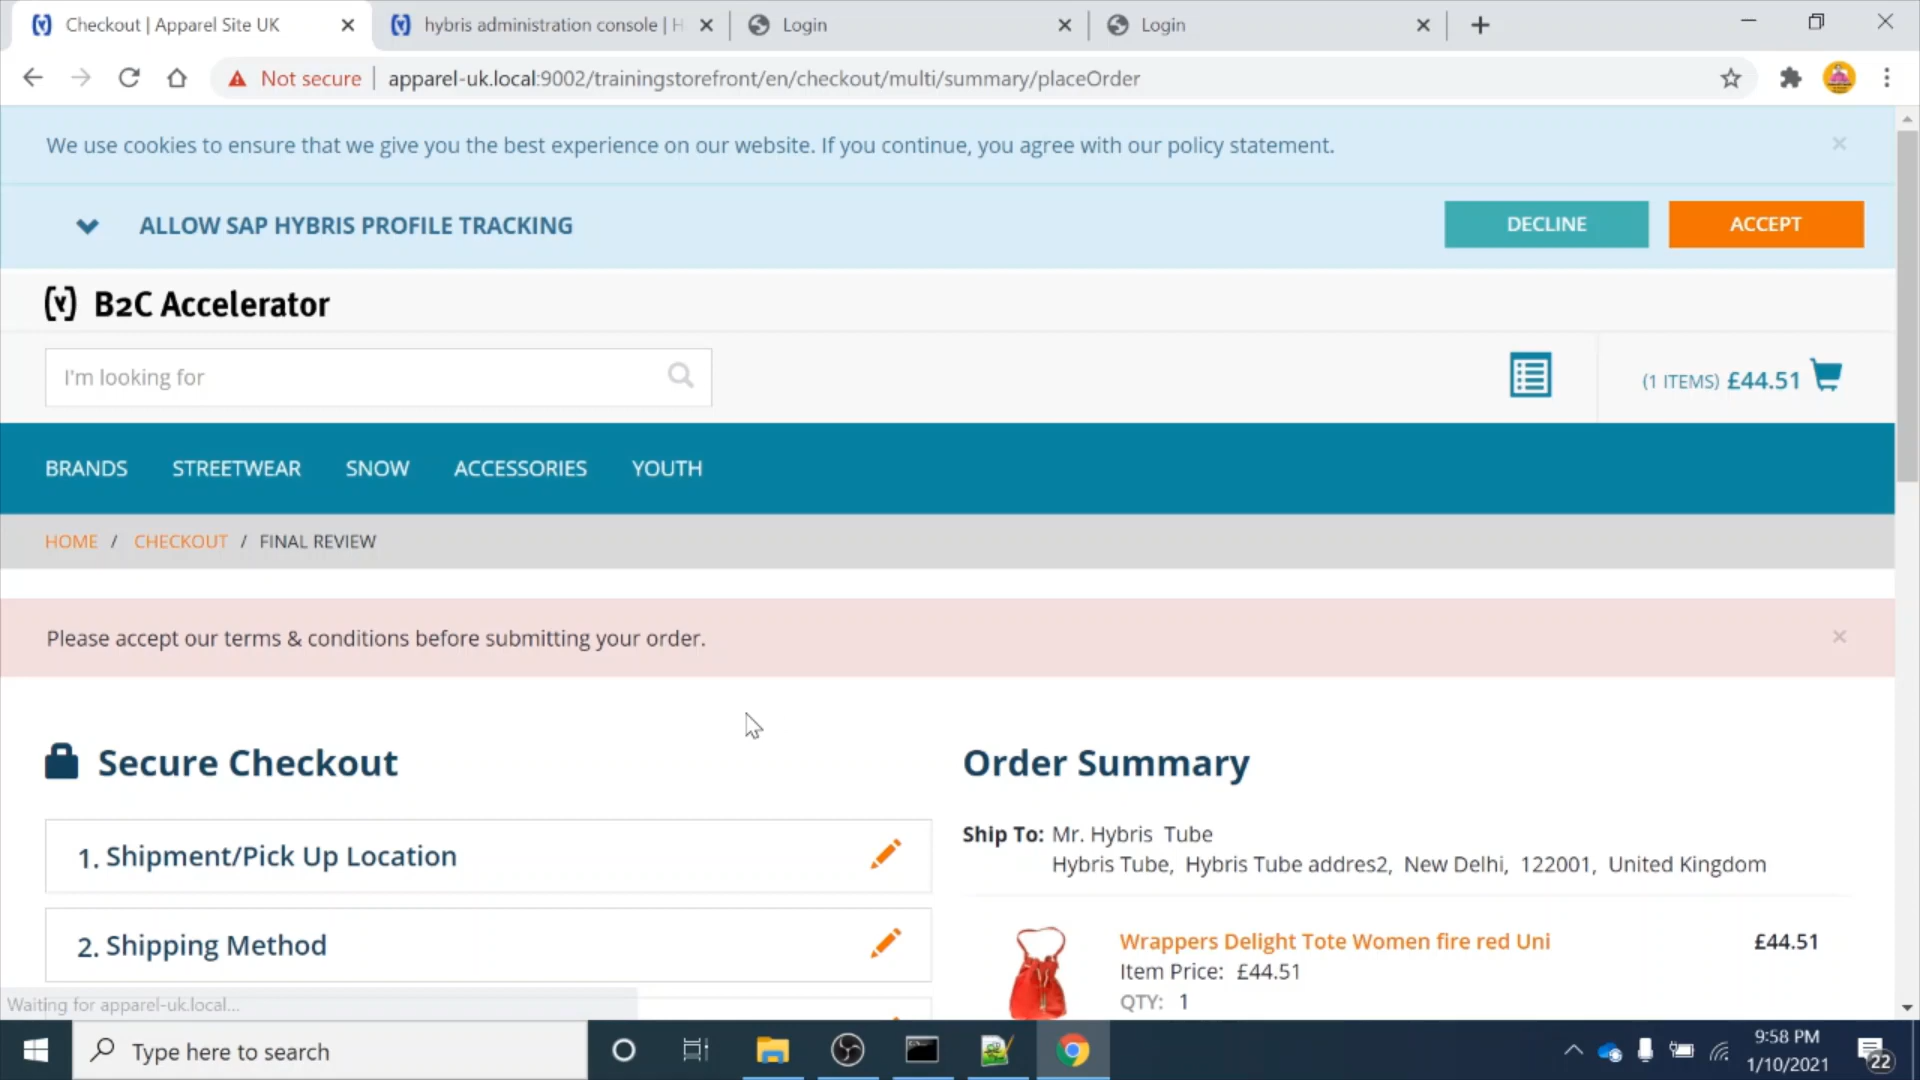 Checkout | Apparel Site UK
hybris administration console | H
Login
Login
Not secure
apparel-uk.local:9002/trainingstorefront/en/checkout/multi/summary/placeOrder
We use cookies to ensure that we give you the best experience on our website. If you continue, you agree with our policy statement.
ALLOW SAP HYBRIS PROFILE TRACKING
DECLINE
ACCEPT
(y) B2C Accelerator
I'm looking for
(1 ITEMS) £44.51
BRANDS STREETWEAR SNOW ACCESSORIES YOUTH
HOME / CHECKOUT / FINAL REVIEW
Please accept our terms & conditions before submitting your order.
Secure Checkout
1. Shipment/Pick Up Location
2. Shipping Method
Order Summary
Ship To: Mr. Hybris Tube
Hybris Tube, Hybris Tube addres2, New Delhi, 122001, United Kingdom
Wrappers Delight Tote Women fire red Uni £44.51
Item Price: £44.51
QTY: 1
Waiting for apparel-uk.local...
Type here to search
9:58 PM
1/10/2021
22